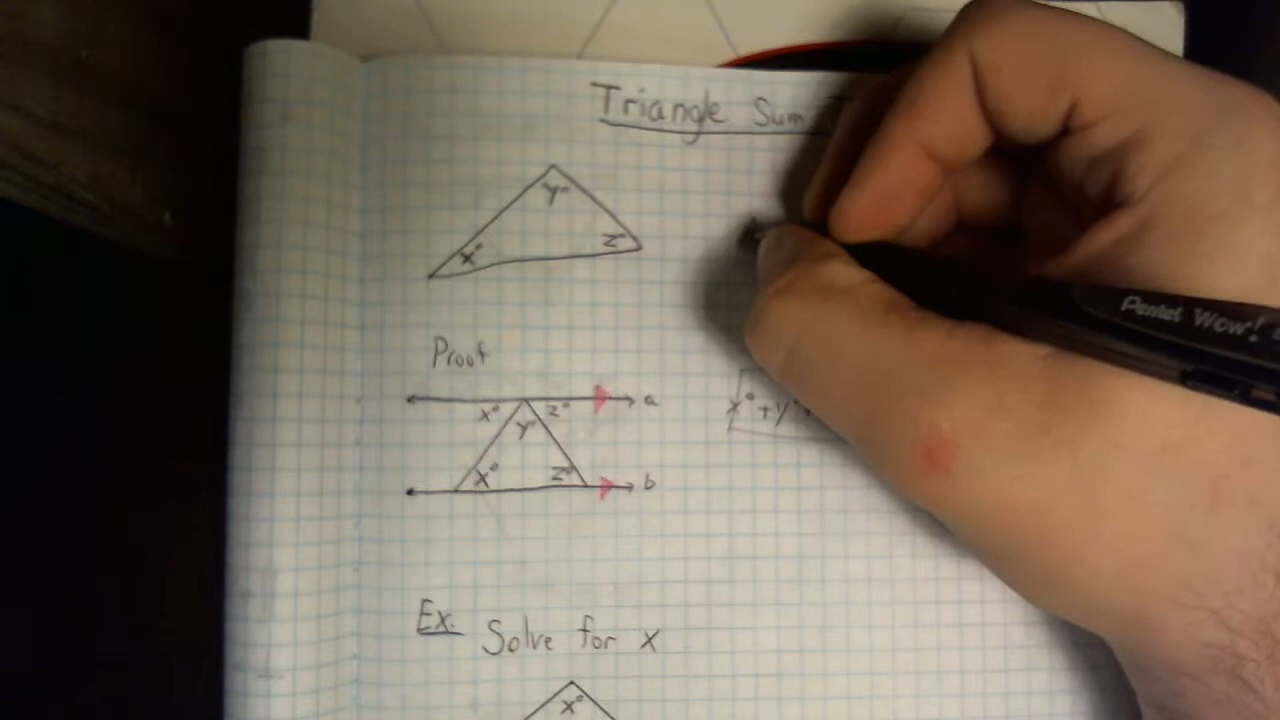 Triangle Sum
y°
x° z°
Proof
a
x° z°
y°
x° + y°
x° z°
b
Ex. Solve for x
x°
Pentel Wow!